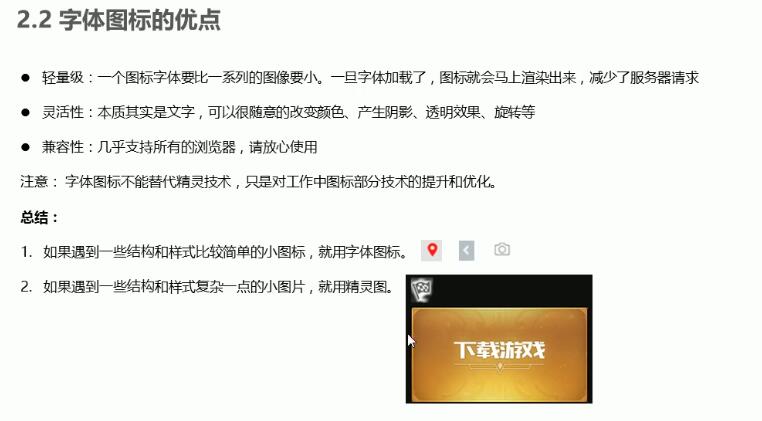 2.2 字体图标的优点
● 轻量级：一个图标字体要比一系列的图像要小。一旦字体加载了，图标就会马上渲染出来，减少了服务器请求
● 灵活性：本质其实是文字，可以很随意的改变颜色、产生阴影、透明效果、旋转等
● 兼容性：几乎支持所有的浏览器，请放心使用
注意： 字体图标不能替代精灵技术，只是对工作中图标部分技术的提升和优化。
总结：
1. 如果遇到一些结构和样式比较简单的小图标，就用字体图标。
2. 如果遇到一些结构和样式复杂一点的小图片，就用精灵图。
下载游戏